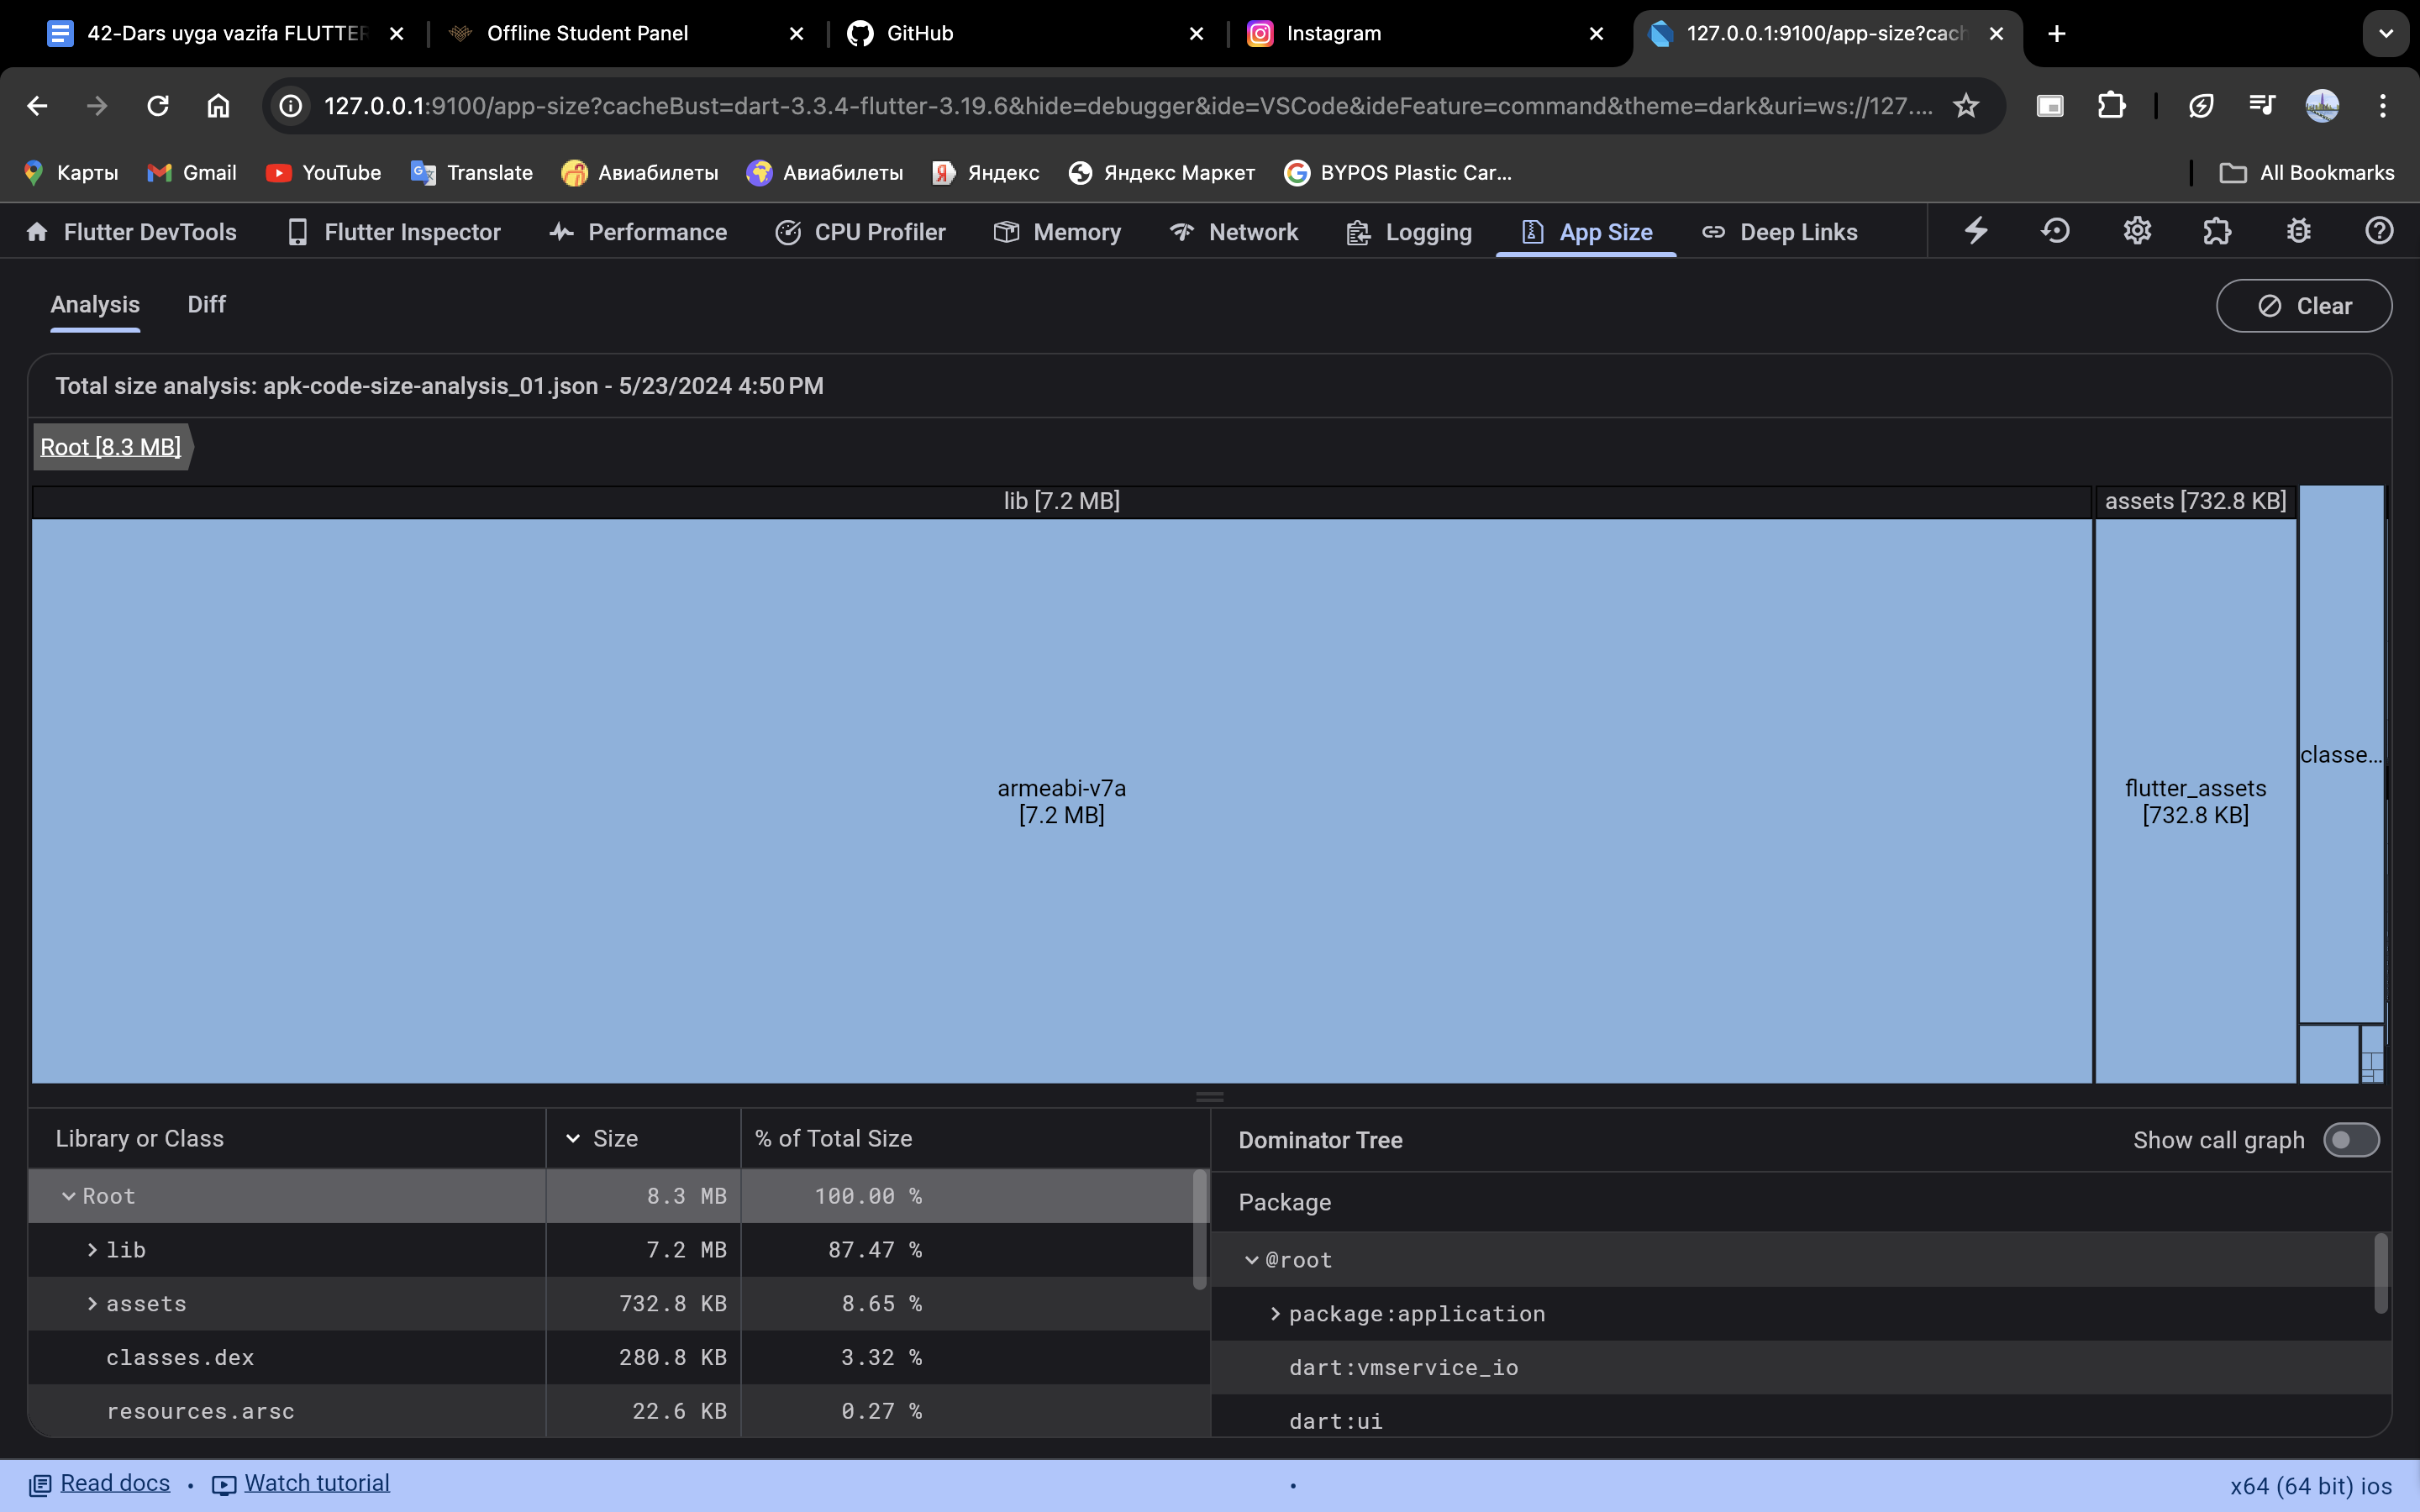 42-Dars uyga vazifa FLUTTER
Offline Student Panel
GitHub
Instagram
127.0.0.1:9100/app-size?cach
127.0.0.1:9100/app-size?cacheBust=dart-3.3.4-flutter-3.19.6&hide=debugger&ide=VSCode&ideFeature=command&theme=dark&uri=ws://127....
Карты Gmail YouTube Translate Авиабилеты Авиабилеты Яндекс Яндекс Маркет BYPOS Plastic Car... All Bookmarks
Flutter DevTools Flutter Inspector Performance CPU Profiler Memory Network Logging App Size Deep Links
Analysis Diff Clear
Total size analysis: apk-code-size-analysis_01.json - 5/23/2024 4:50 PM
Root [8.3 MB]
lib [7.2 MB] assets [732.8 KB]
classe...
armeabi-v7a
[7.2 MB]
flutter_assets
[732.8 KB]
Library or Class Size % of Total Size
Root 8.3 MB 100.00 %
lib 7.2 MB 87.47 %
assets 732.8 KB 8.65 %
classes.dex 280.8 KB 3.32 %
resources.arsc 22.6 KB 0.27 %
Dominator Tree Show call graph
Package
@root
package:application
dart:vmservice_io
dart:ui
Read docs • Watch tutorial • x64 (64 bit) ios